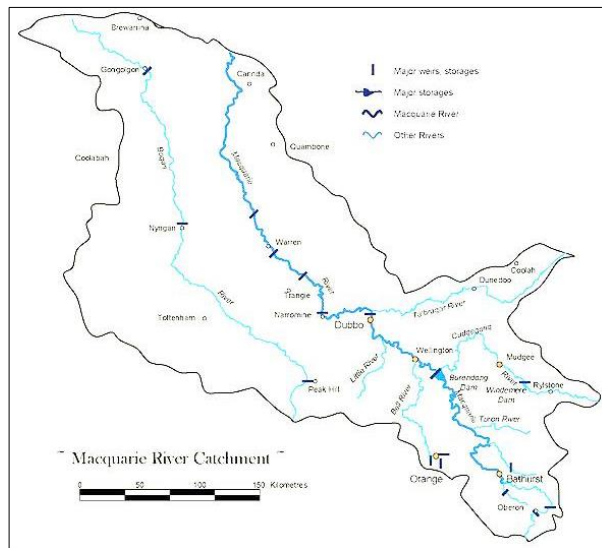 Brewarrina
Gongolgon
Carinda
Major weirs, storages
Major storages
Macquarie River
Other Rivers
Quambone
Coolabah
Bogan
Macquarie
Nyngan
Warren
River
Trangie
River
Narromine
Tottenham
Dubbo
Coolah
Dunedoo
Talbragar River
Cudgegong
Wellington
Mudgee
Little River
Burrendong
Dam
River
Windemere
Dam
Rylstone
Bell River
Macquarie
Turon River
Peak Hill
Macquarie River Catchment
Orange
Bathurst
Oberon
0 50 75 100 150 Kilometres